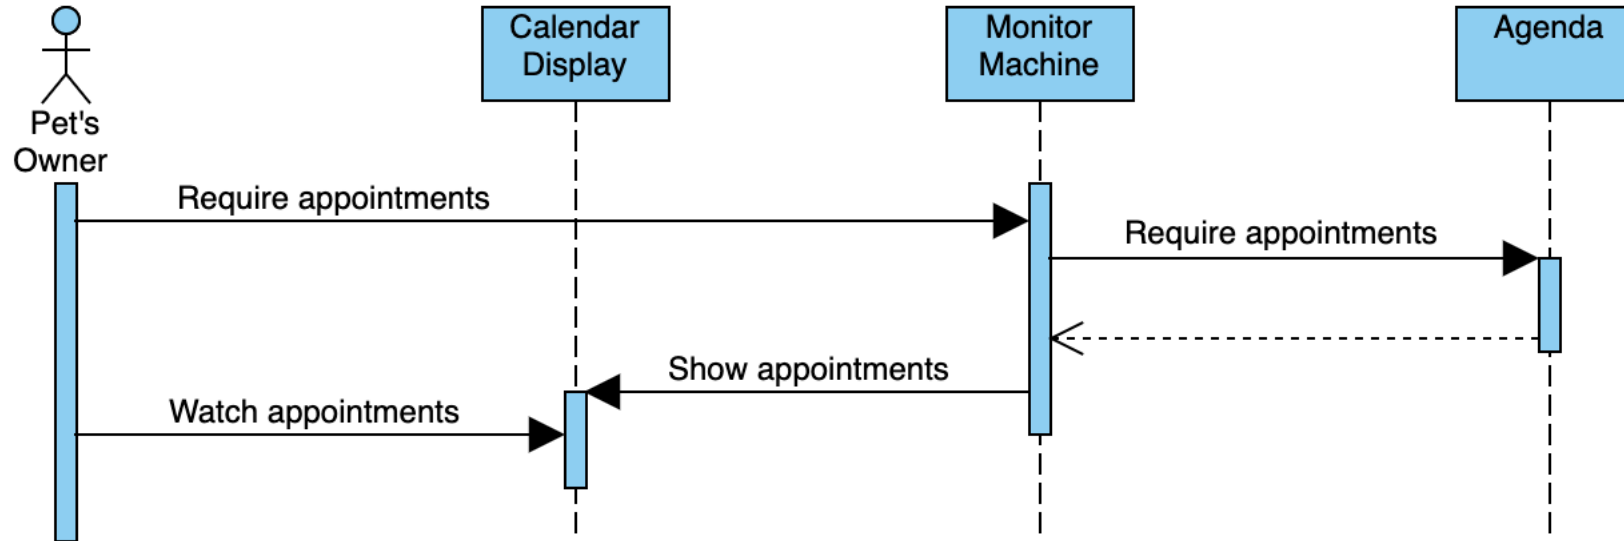 Calendar
Display
Monitor
Machine
Agenda
Pet's
Owner
Require appointments
Require appointments
Show appointments
Watch appointments